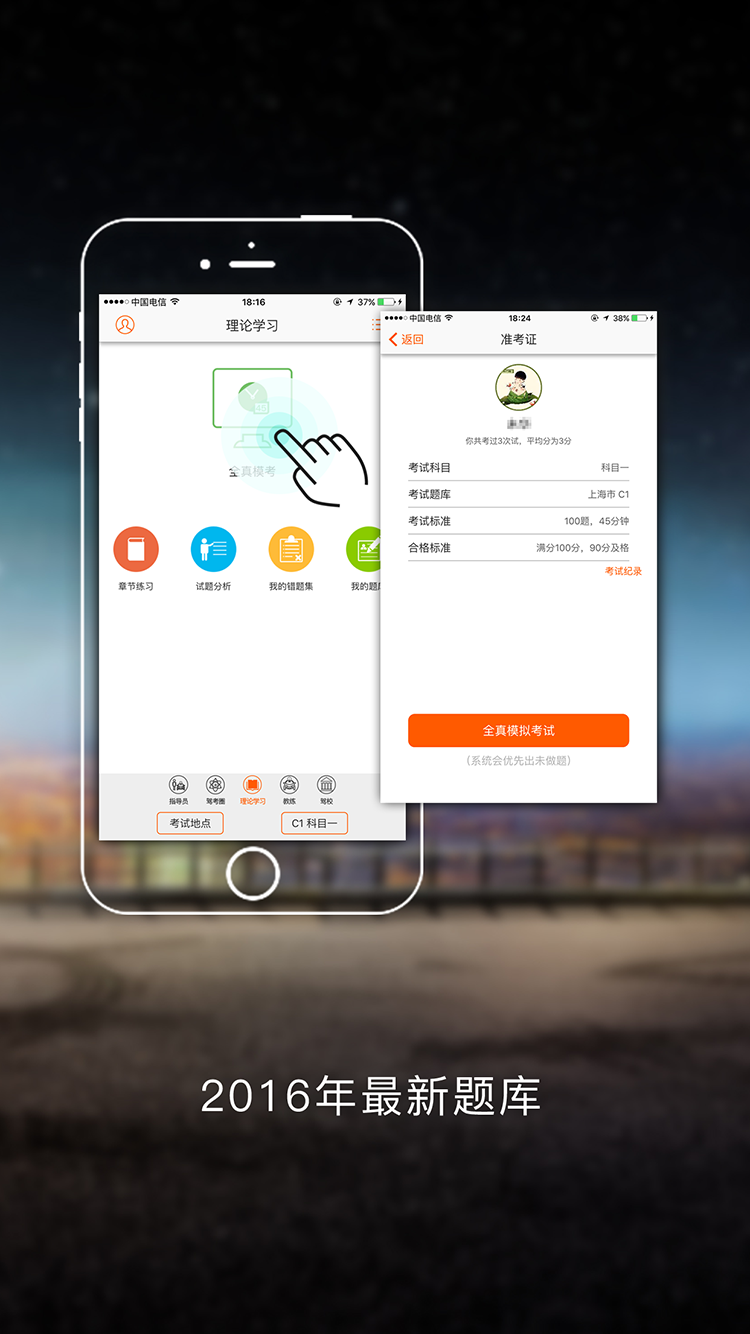 中国电信
18:16
37%
理论学习
全真模考
章节练习
试题分析
我的错题集
我的题
指导员
驾考圈
理论学习
教练
驾校
考试地点
C1 科目一
中国电信
18:24
38%
返回
准考证
你共考过3次试，平均分为3分
考试科目
科目一
考试题库
上海市 C1
考试标准
100题，45分钟
合格标准
满分100分，90分及格
考试纪录
全真模拟考试
(系统会优先出未做题)
2016年最新题库